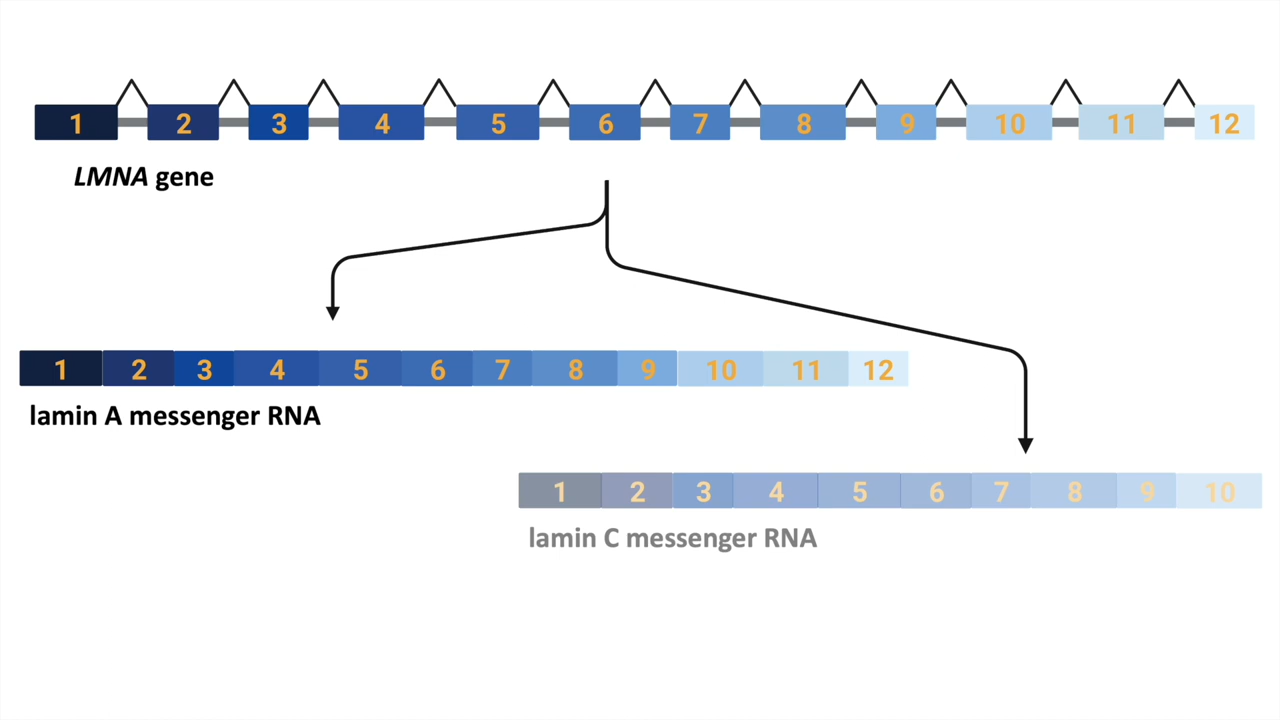 1 2 3 4 5 6 7 8 9 10 11 12
LMNA gene
1 2 3 4 5 6 7 8 9 10 11 12
lamin A messenger RNA
1 2 3 4 5 6 7 8 9 10
lamin C messenger RNA